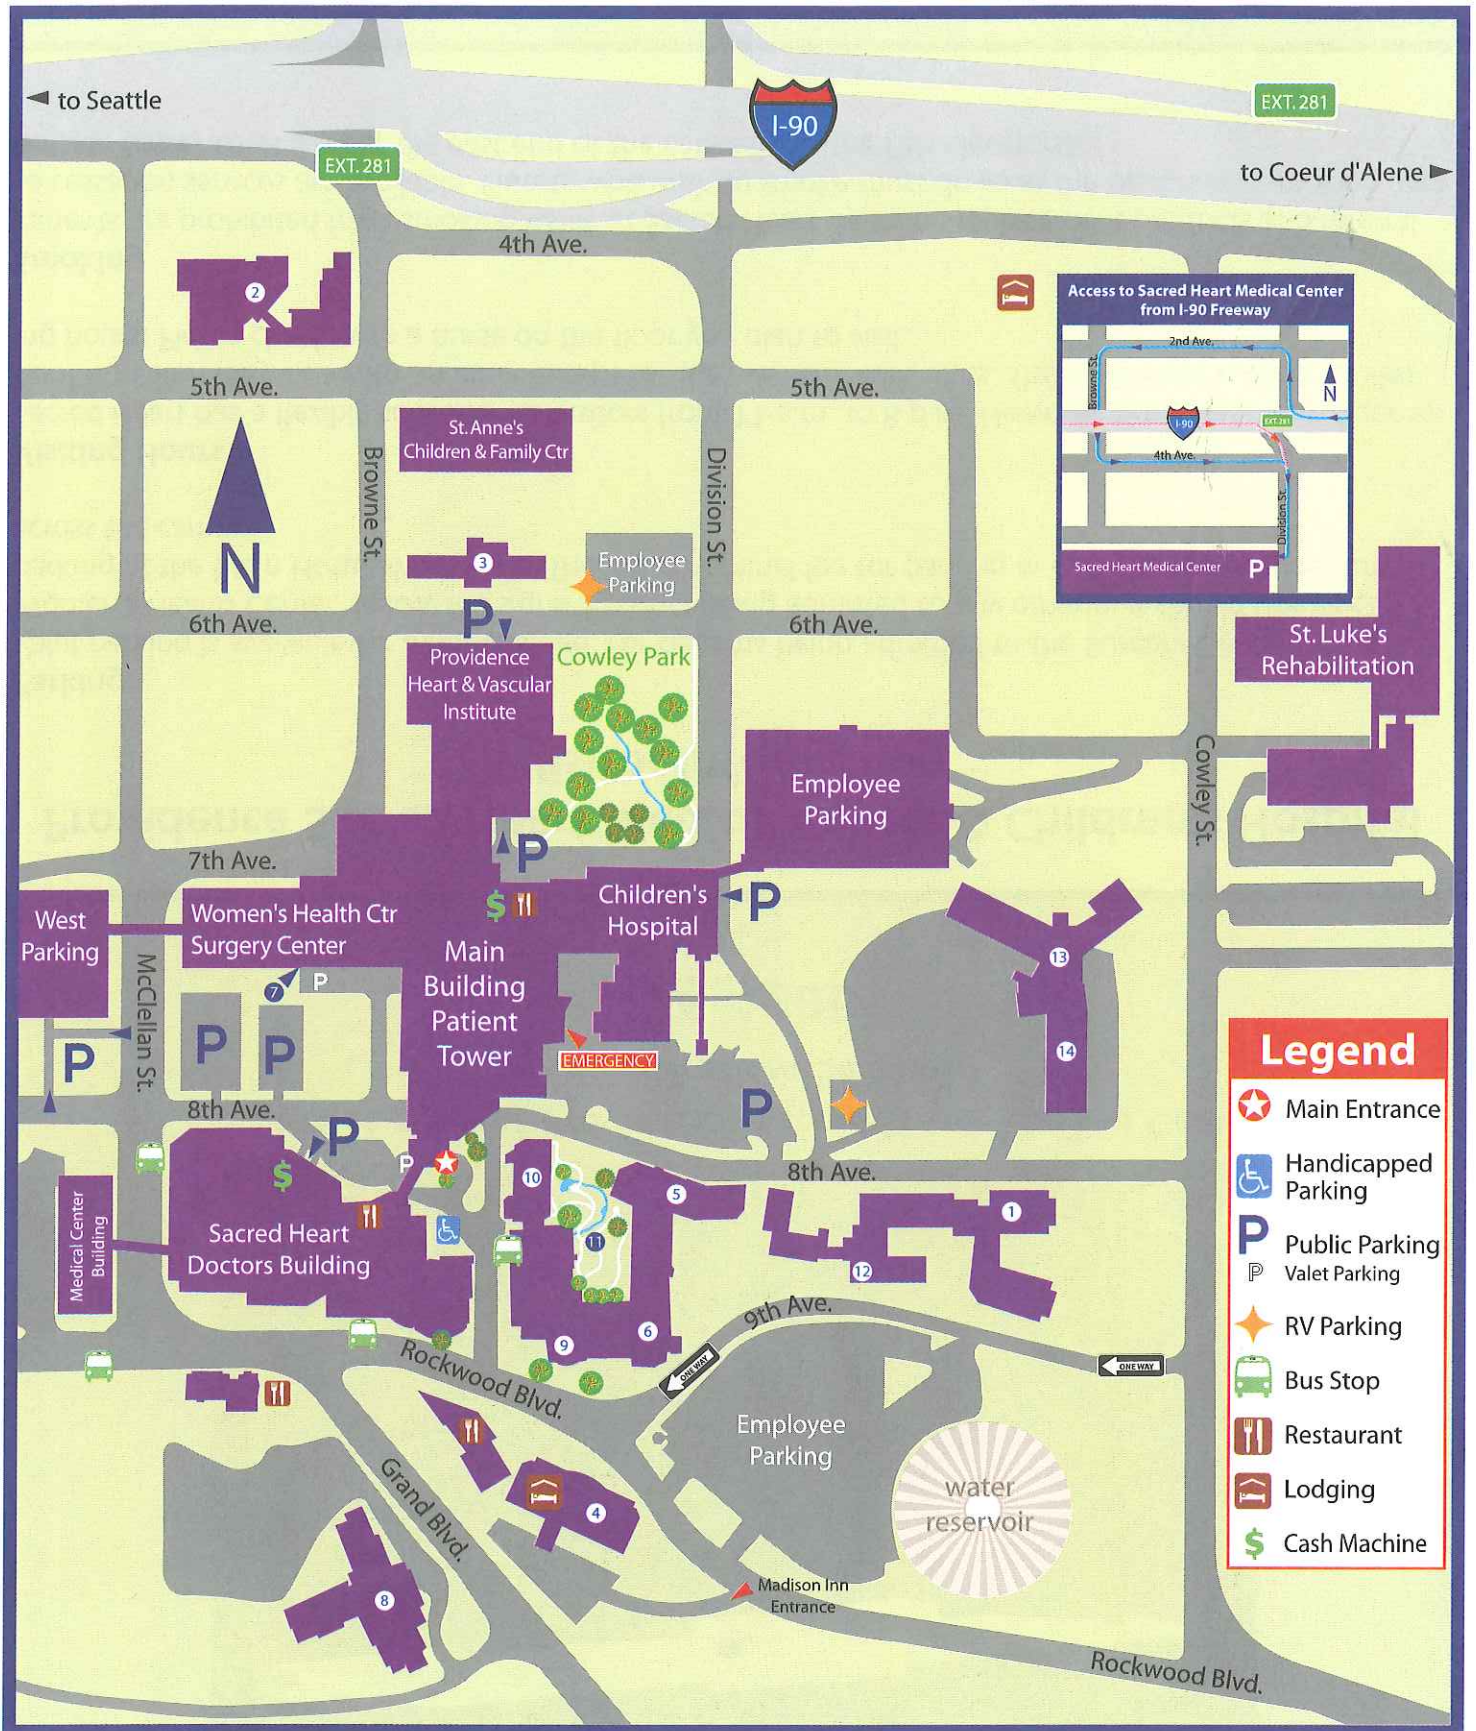 to Seattle
I-90
EXT. 281
EXT. 281
to Coeur d'Alene
4th Ave.
2
Access to Sacred Heart Medical Center
from I-90 Freeway
2nd Ave.
Browne St.
N
I-90
EXT. 281
4th Ave.
Division St.
Sacred Heart Medical Center
P
5th Ave.
5th Ave.
St. Anne's
Children & Family Ctr
Browne St.
Division St.
N
3
Employee
Parking
P
6th Ave.
6th Ave.
St. Luke's
Rehabilitation
Providence
Heart & Vascular
Institute
Cowley Park
Employee
Parking
Cowley St.
7th Ave.
P
West
Parking
Women's Health Ctr
Surgery Center
$
Children's
Hospital
P
Main
Building
Patient
Tower
McClellan St.
7
P
13
P
P
P
EMERGENCY
14
P
8th Ave.
P
8th Ave.
$
P
10
5
1
Medical Center
Building
Sacred Heart
Doctors Building
11
12
9th Ave.
9
6
ONE WAY
ONE WAY
Rockwood Blvd.
Employee
Parking
water
reservoir
Grand Blvd.
4
8
Madison Inn
Entrance
Rockwood Blvd.
Legend
Main Entrance
Handicapped
Parking
P
Public Parking
P
Valet Parking
RV Parking
Bus Stop
Restaurant
Lodging
$
Cash Machine